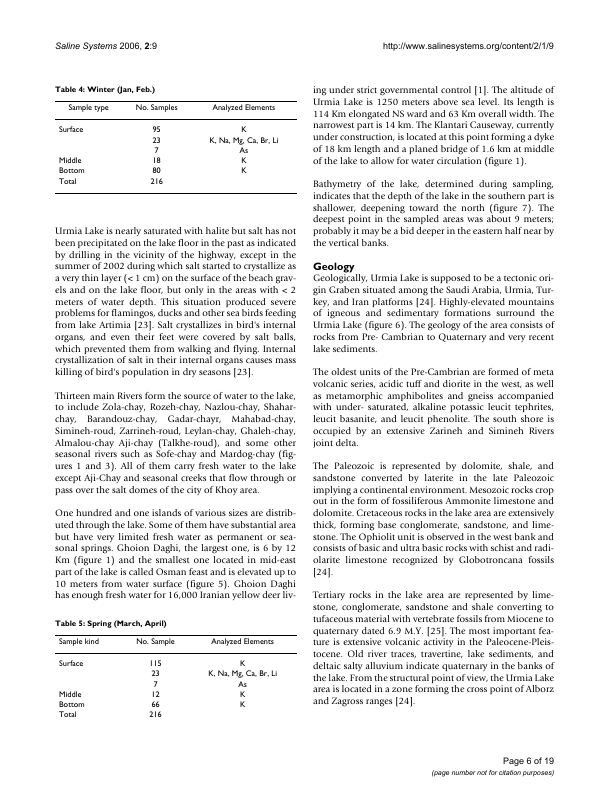 Saline Systems 2006, 2:9
http://www.salinesystems.org/content/2/1/9
Table 4: Winter (Jan, Feb.)
Sample type No. Samples Analyzed Elements
Surface 95 K
23 K, Na, Mg, Ca, Br, Li
7 As
Middle 18 K
Bottom 80 K
Total 216
Urmia Lake is nearly saturated with halite but salt has not
been precipitated on the lake floor in the past as indicated
by drilling in the vicinity of the highway, except in the
summer of 2002 during which salt started to crystallize as
a very thin layer (< 1 cm) on the surface of the beach grav-
els and on the lake floor, but only in the areas with < 2
meters of water depth. This situation produced severe
problems for flamingos, ducks and other sea birds feeding
from lake Artimia [23]. Salt crystallizes in bird's internal
organs, and even their feet were covered by salt balls,
which prevented them from walking and flying. Internal
crystallization of salt in their internal organs causes mass
killing of bird's population in dry seasons [23].
Thirteen main Rivers form the source of water to the lake,
to include Zola-chay, Rozeh-chay, Nazlou-chay, Shahar-
chay, Barandouz-chay, Gadar-chayr, Mahabad-chay,
Simineh-roud, Zarrineh-roud, Leylan-chay, Ghaleh-chay,
Almalou-chay Aji-chay (Talkhe-roud), and some other
seasonal rivers such as Sofe-chay and Mardog-chay (fig-
ures 1 and 3). All of them carry fresh water to the lake
except Aji-Chay and seasonal creeks that flow through or
pass over the salt domes of the city of Khoy area.
One hundred and one islands of various sizes are distrib-
uted through the lake. Some of them have substantial area
but have very limited fresh water as permanent or sea-
sonal springs. Ghoion Daghi, the largest one, is 6 by 12
Km (figure 1) and the smallest one located in mid-east
part of the lake is called Osman feast and is elevated up to
10 meters from water surface (figure 5). Ghoion Daghi
has enough fresh water for 16,000 Iranian yellow deer liv-
Table 5: Spring (March, April)
Sample kind No. Sample Analyzed Elements
Surface 115 K
23 K, Na, Mg, Ca, Br, Li
7 As
Middle 12 K
Bottom 66 K
Total 216
ing under strict governmental control [1]. The altitude of
Urmia Lake is 1250 meters above sea level. Its length is
114 Km elongated NS ward and 63 Km overall width. The
narrowest part is 14 km. The Klantari Causeway, currently
under construction, is located at this point forming a dyke
of 18 km length and a planed bridge of 1.6 km at middle
of the lake to allow for water circulation (figure 1).
Bathymetry of the lake, determined during sampling,
indicates that the depth of the lake in the southern part is
shallower, deepening toward the north (figure 7). The
deepest point in the sampled areas was about 9 meters;
probably it may be a bid deeper in the eastern half near by
the vertical banks.
Geology
Geologically, Urmia Lake is supposed to be a tectonic ori-
gin Graben situated among the Saudi Arabia, Urmia, Tur-
key, and Iran platforms [24]. Highly-elevated mountains
of igneous and sedimentary formations surround the
Urmia Lake (figure 6). The geology of the area consists of
rocks from Pre- Cambrian to Quaternary and very recent
lake sediments.
The oldest units of the Pre-Cambrian are formed of meta
volcanic series, acidic tuff and diorite in the west, as well
as metamorphic amphibolites and gneiss accompanied
with under- saturated, alkaline potassic leucit tephrites,
leucit basanite, and leucit phenolite. The south shore is
occupied by an extensive Zarineh and Simineh Rivers
joint delta.
The Paleozoic is represented by dolomite, shale, and
sandstone converted by laterite in the late Paleozoic
implying a continental environment. Mesozoic rocks crop
out in the form of fossiliferous Ammonite limestone and
dolomite. Cretaceous rocks in the lake area are extensively
thick, forming base conglomerate, sandstone, and lime-
stone. The Ophiolit unit is observed in the west bank and
consists of basic and ultra basic rocks with schist and radi-
olarite limestone recognized by Globotroncana fossils
[24].
Tertiary rocks in the lake area are represented by lime-
stone, conglomerate, sandstone and shale converting to
tufaceous material with vertebrate fossils from Miocene to
quaternary dated 6.9 M.Y. [25]. The most important fea-
ture is extensive volcanic activity in the Paleocene-Pleis-
tocene. Old river traces, travertine, lake sediments, and
deltaic salty alluvium indicate quaternary in the banks of
the lake. From the structural point of view, the Urmia Lake
area is located in a zone forming the cross point of Alborz
and Zagross ranges [24].
Page 6 of 19
(page number not for citation purposes)